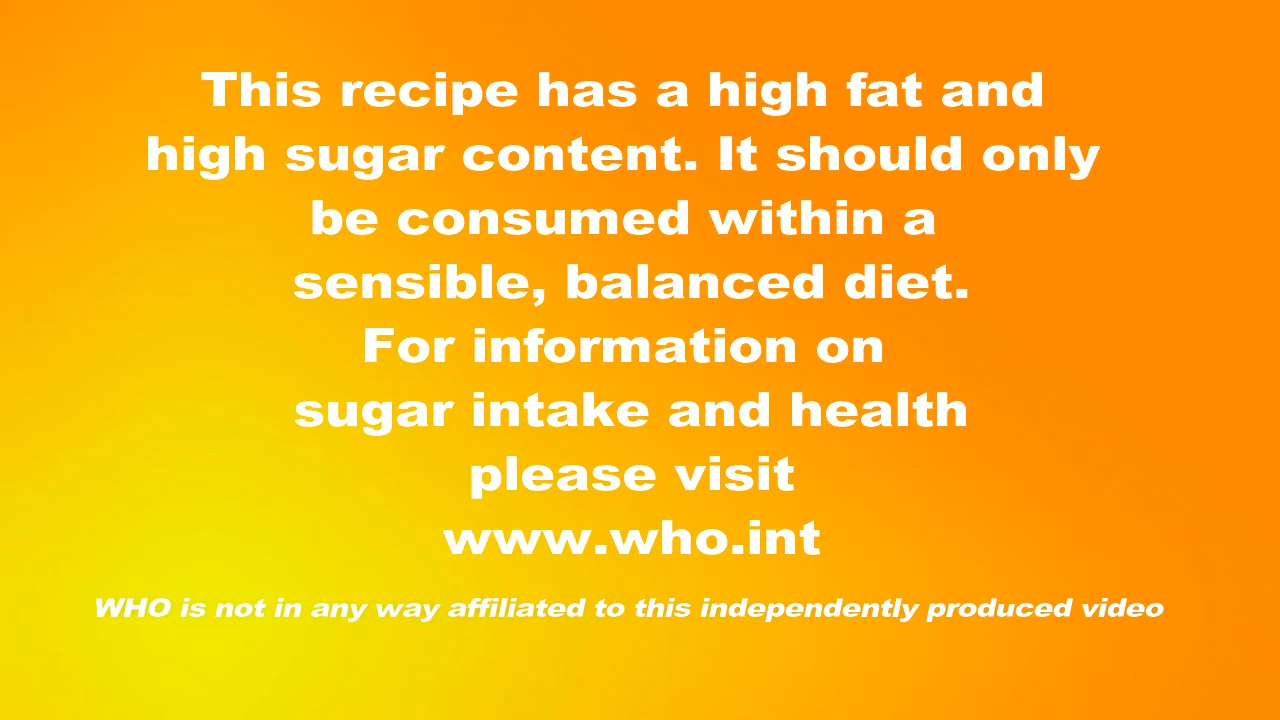 This recipe has a high fat and
high sugar content. It should only
be consumed within a
sensible, balanced diet.
For information on
sugar intake and health
please visit
www.who.int
WHO is not in any way affiliated to this independently produced video